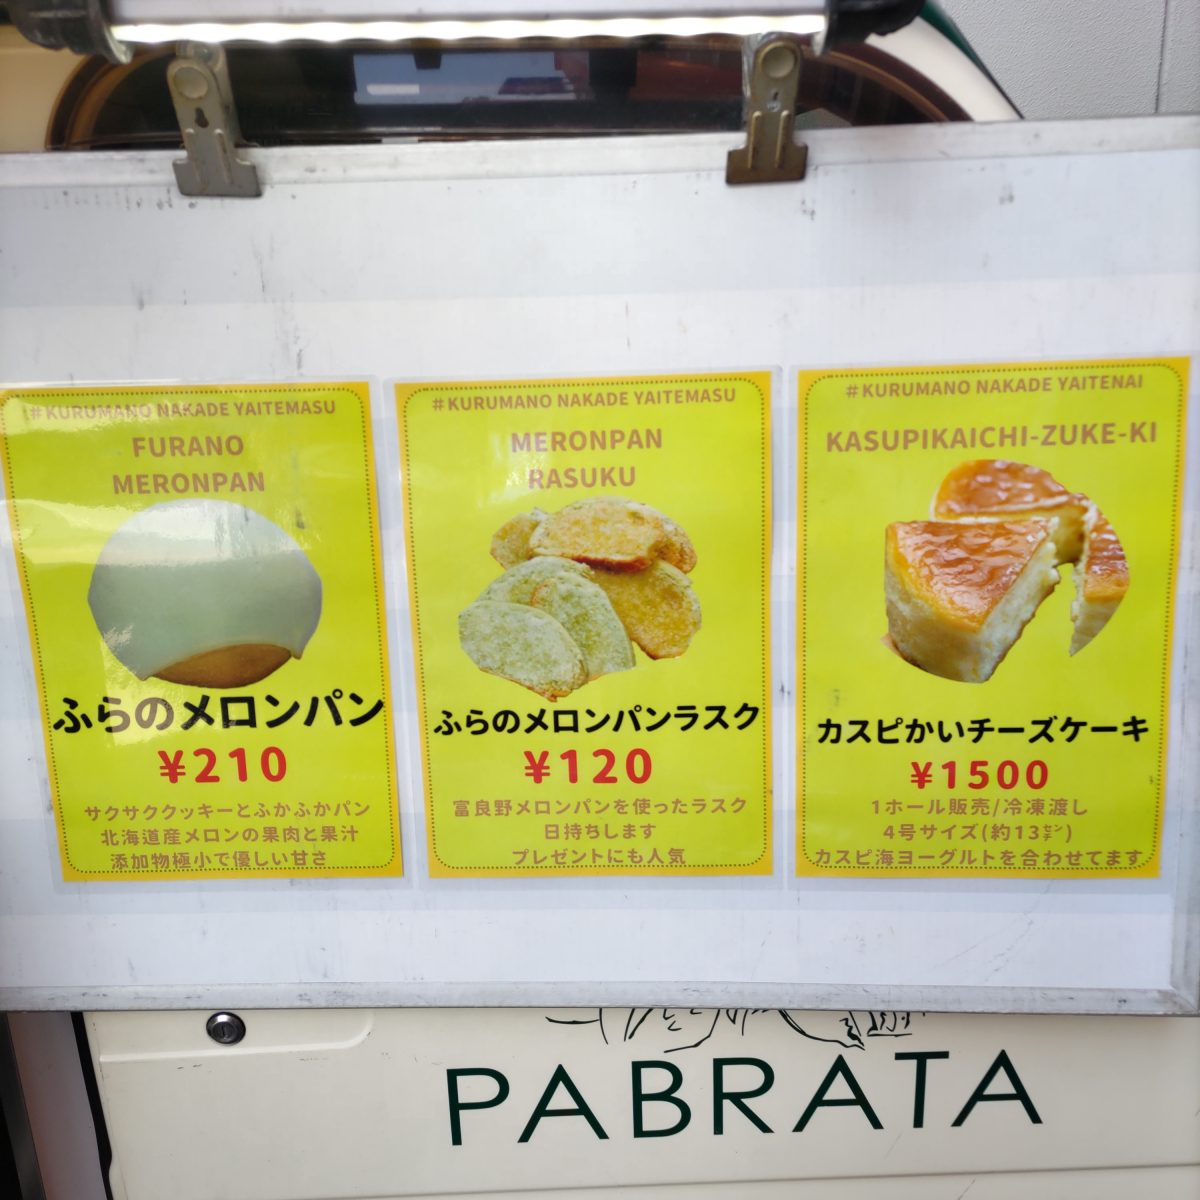 #KURUMANO NAKADE YAITEMASU
FURANO
MERONPAN
ふらのメロンパン
¥210
サクサククッキーとふかふかパン
北海道産メロンの果肉と果汁
添加物極小で優しい甘さ
#KURUMANO NAKADE YAITEMASU
MERONPAN
RASUKU
ふらのメロンパンラスク
¥120
富良野メロンパンを使ったラスク
日持ちします
プレゼントにも人気
#KURUMANO NAKADE YAITENAI
KASUPIKAICHI-ZUKE-KI
カスピかいチーズケーキ
¥1500
1ホール販売/冷凍渡し
4号サイズ(約13㌢)
カスピ海ヨーグルトを合わせてます
PABRATA